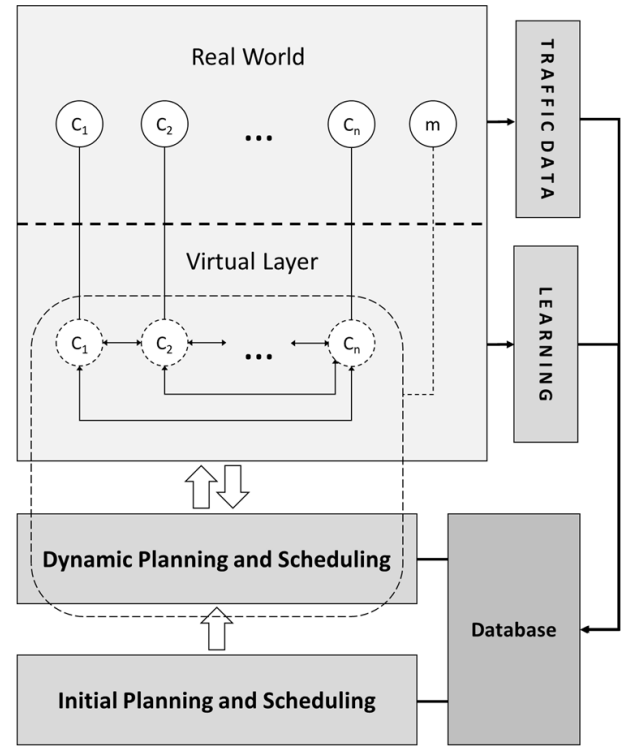 Real World
C1 C2 ... Cn m
TRAFFIC DATA
Virtual Layer
C1 C2 ... Cn
LEARNING
Dynamic Planning and Scheduling
Database
Initial Planning and Scheduling